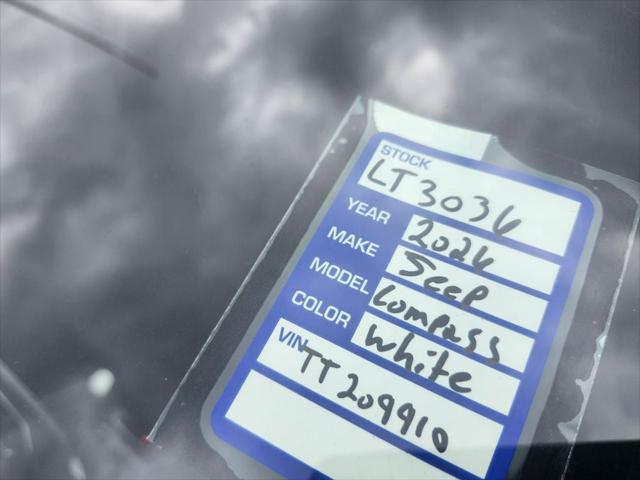 STOCK
LT3036
YEAR 2026
MAKE Jeep
MODEL Compass
COLOR White
VIN TT209910